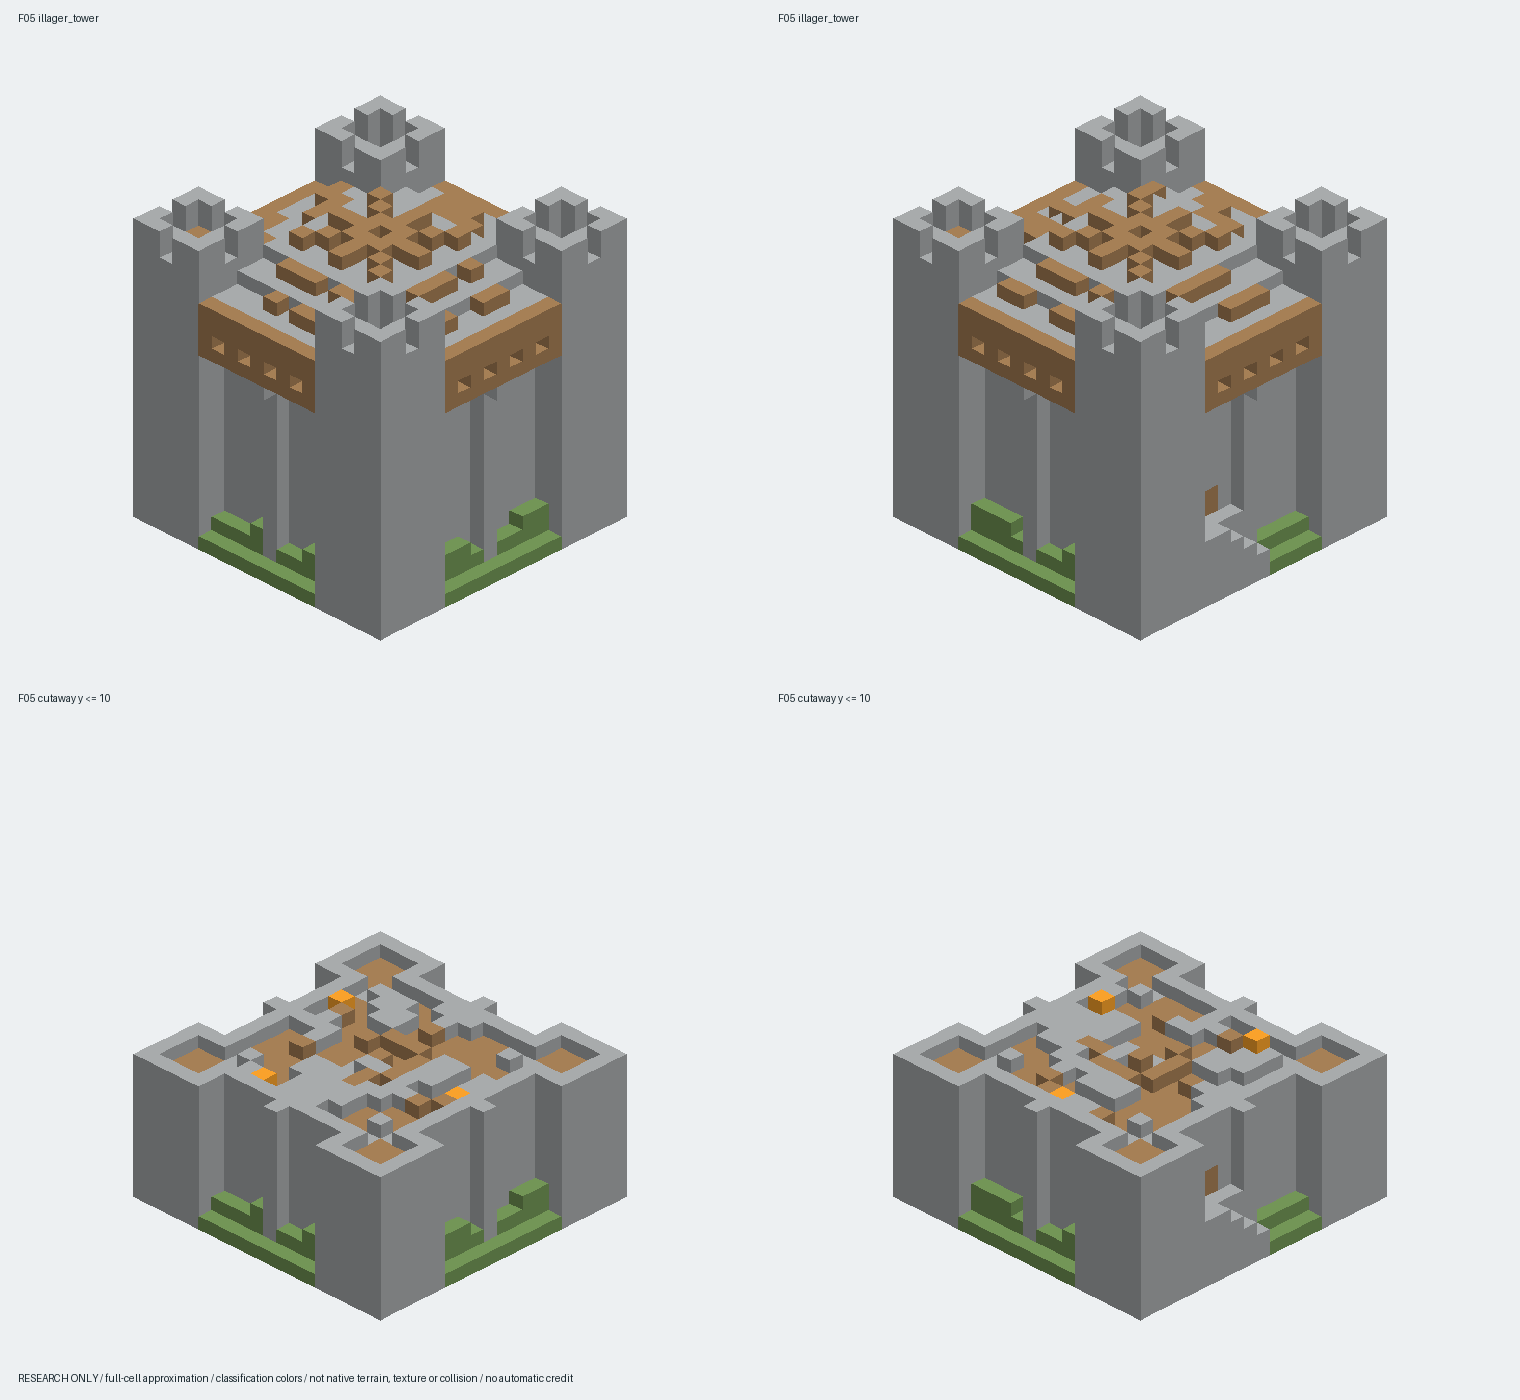 F05 illager_tower
F05 illager_tower
F05 cutaway y <= 10
F05 cutaway y <= 10
RESEARCH ONLY / full-cell approximation / classification colors / not native terrain, texture or collision / no automatic credit